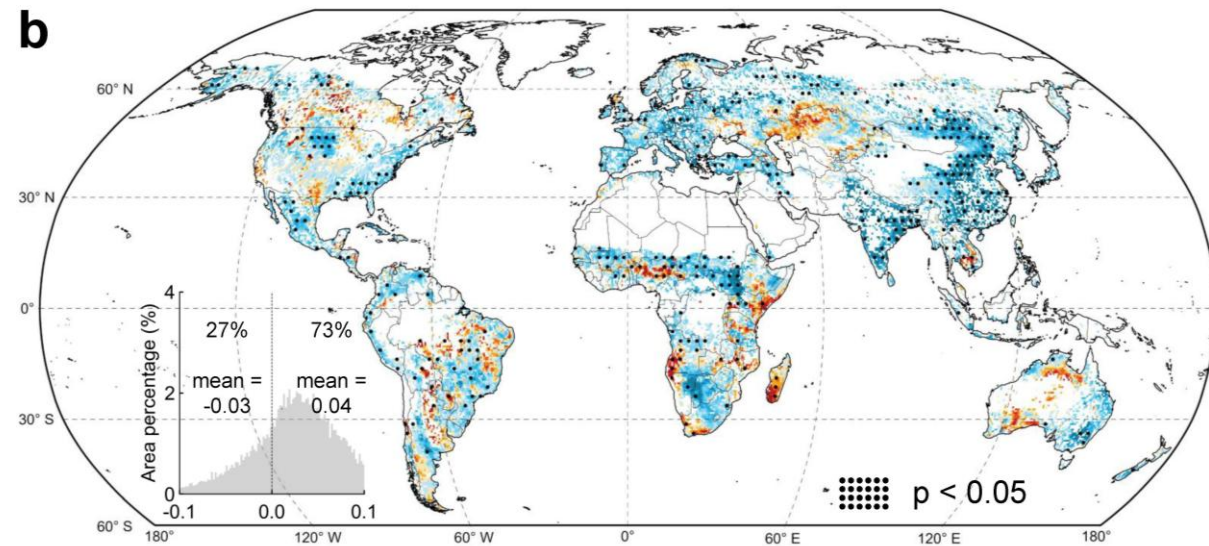 b
60° N
30° N
0°
30° S
60° S
4
2
0
Area percentage (%)
27% 73%
mean = mean =
-0.03 0.04
-0.1 0.0 0.1
p < 0.05
180° 120° W 60° W 0° 60° E 120° E 180°